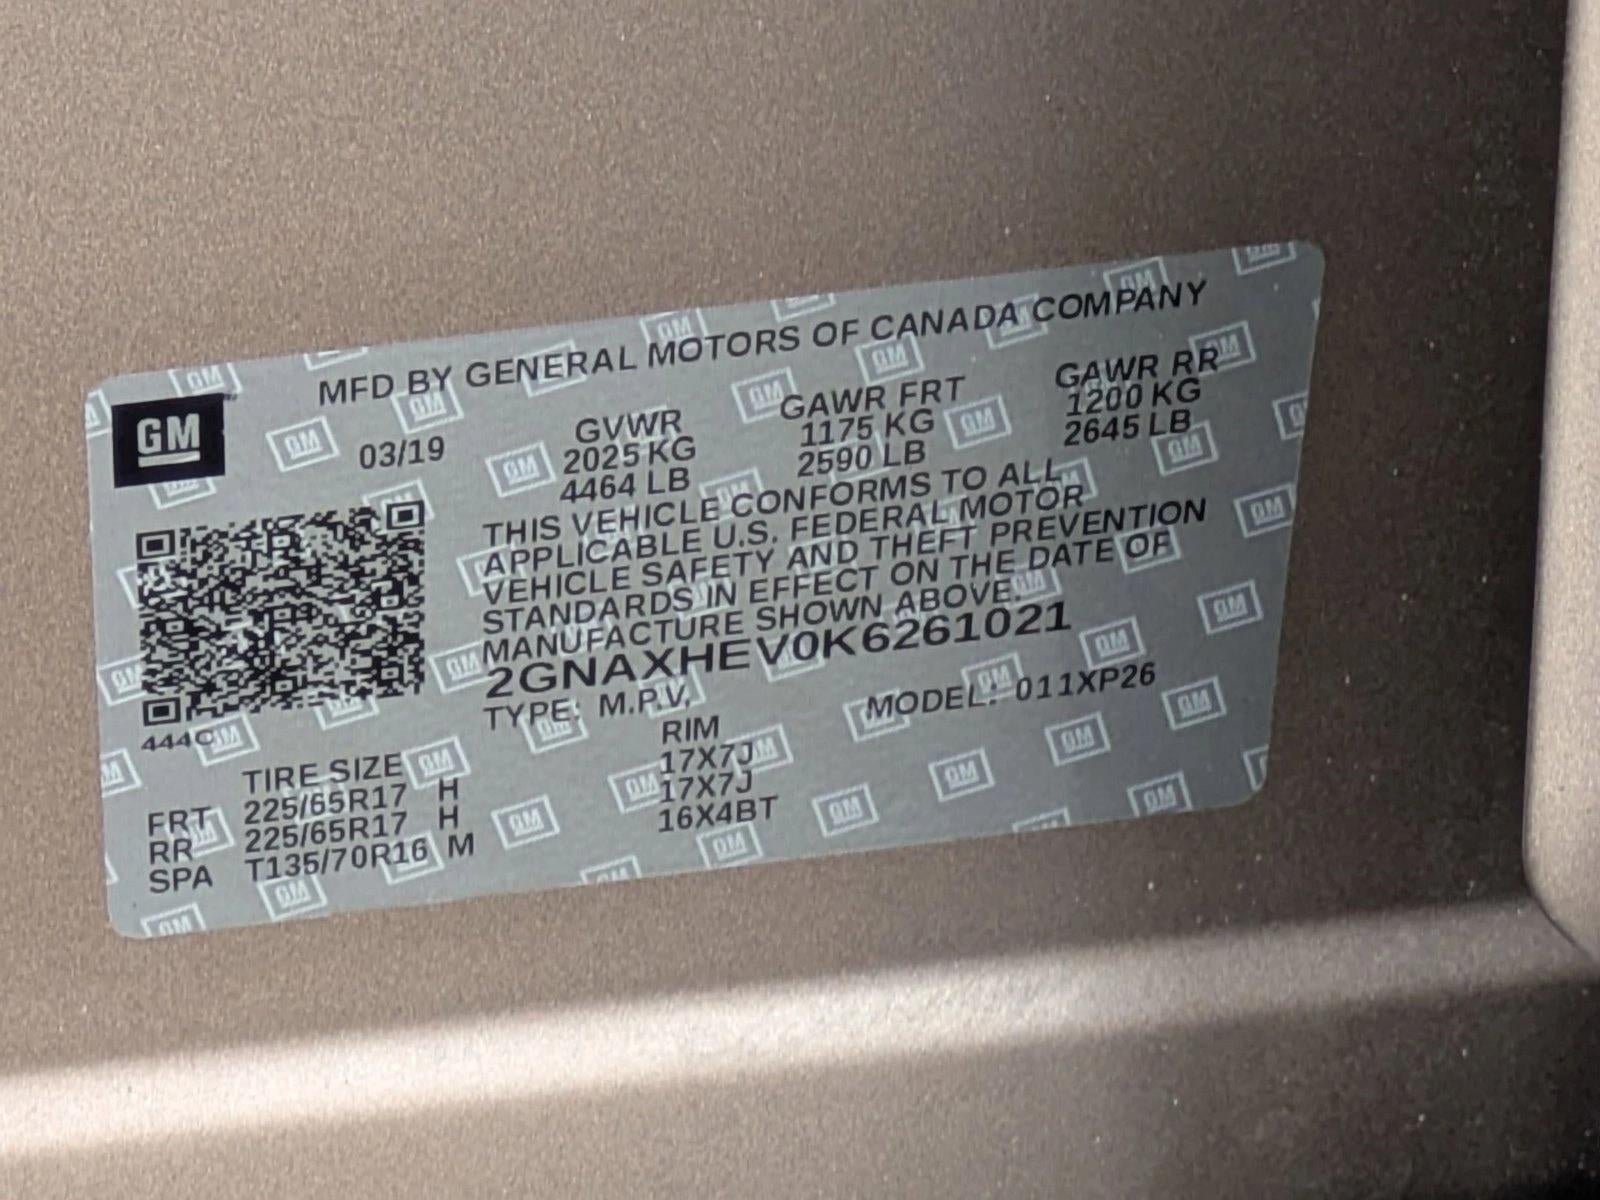 MFD BY GENERAL MOTORS OF CANADA COMPANY
GM
03/19
GVWR GAWR FRT GAWR RR
2025 KG 1175 KG 1200 KG
4464 LB 2590 LB 2645 LB
THIS VEHICLE CONFORMS TO ALL
APPLICABLE U.S. FEDERAL MOTOR
VEHICLE SAFETY AND THEFT PREVENTION
STANDARDS IN EFFECT ON THE DATE OF
MANUFACTURE SHOWN ABOVE.
2GNAXHEV0K6261021
TYPE: M.P.V. MODEL: 011XP26
444C
TIRE SIZE RIM
FRT 225/65R17 H 17X7J
RR 225/65R17 H 17X7J
SPA T135/70R16 M 16X4BT